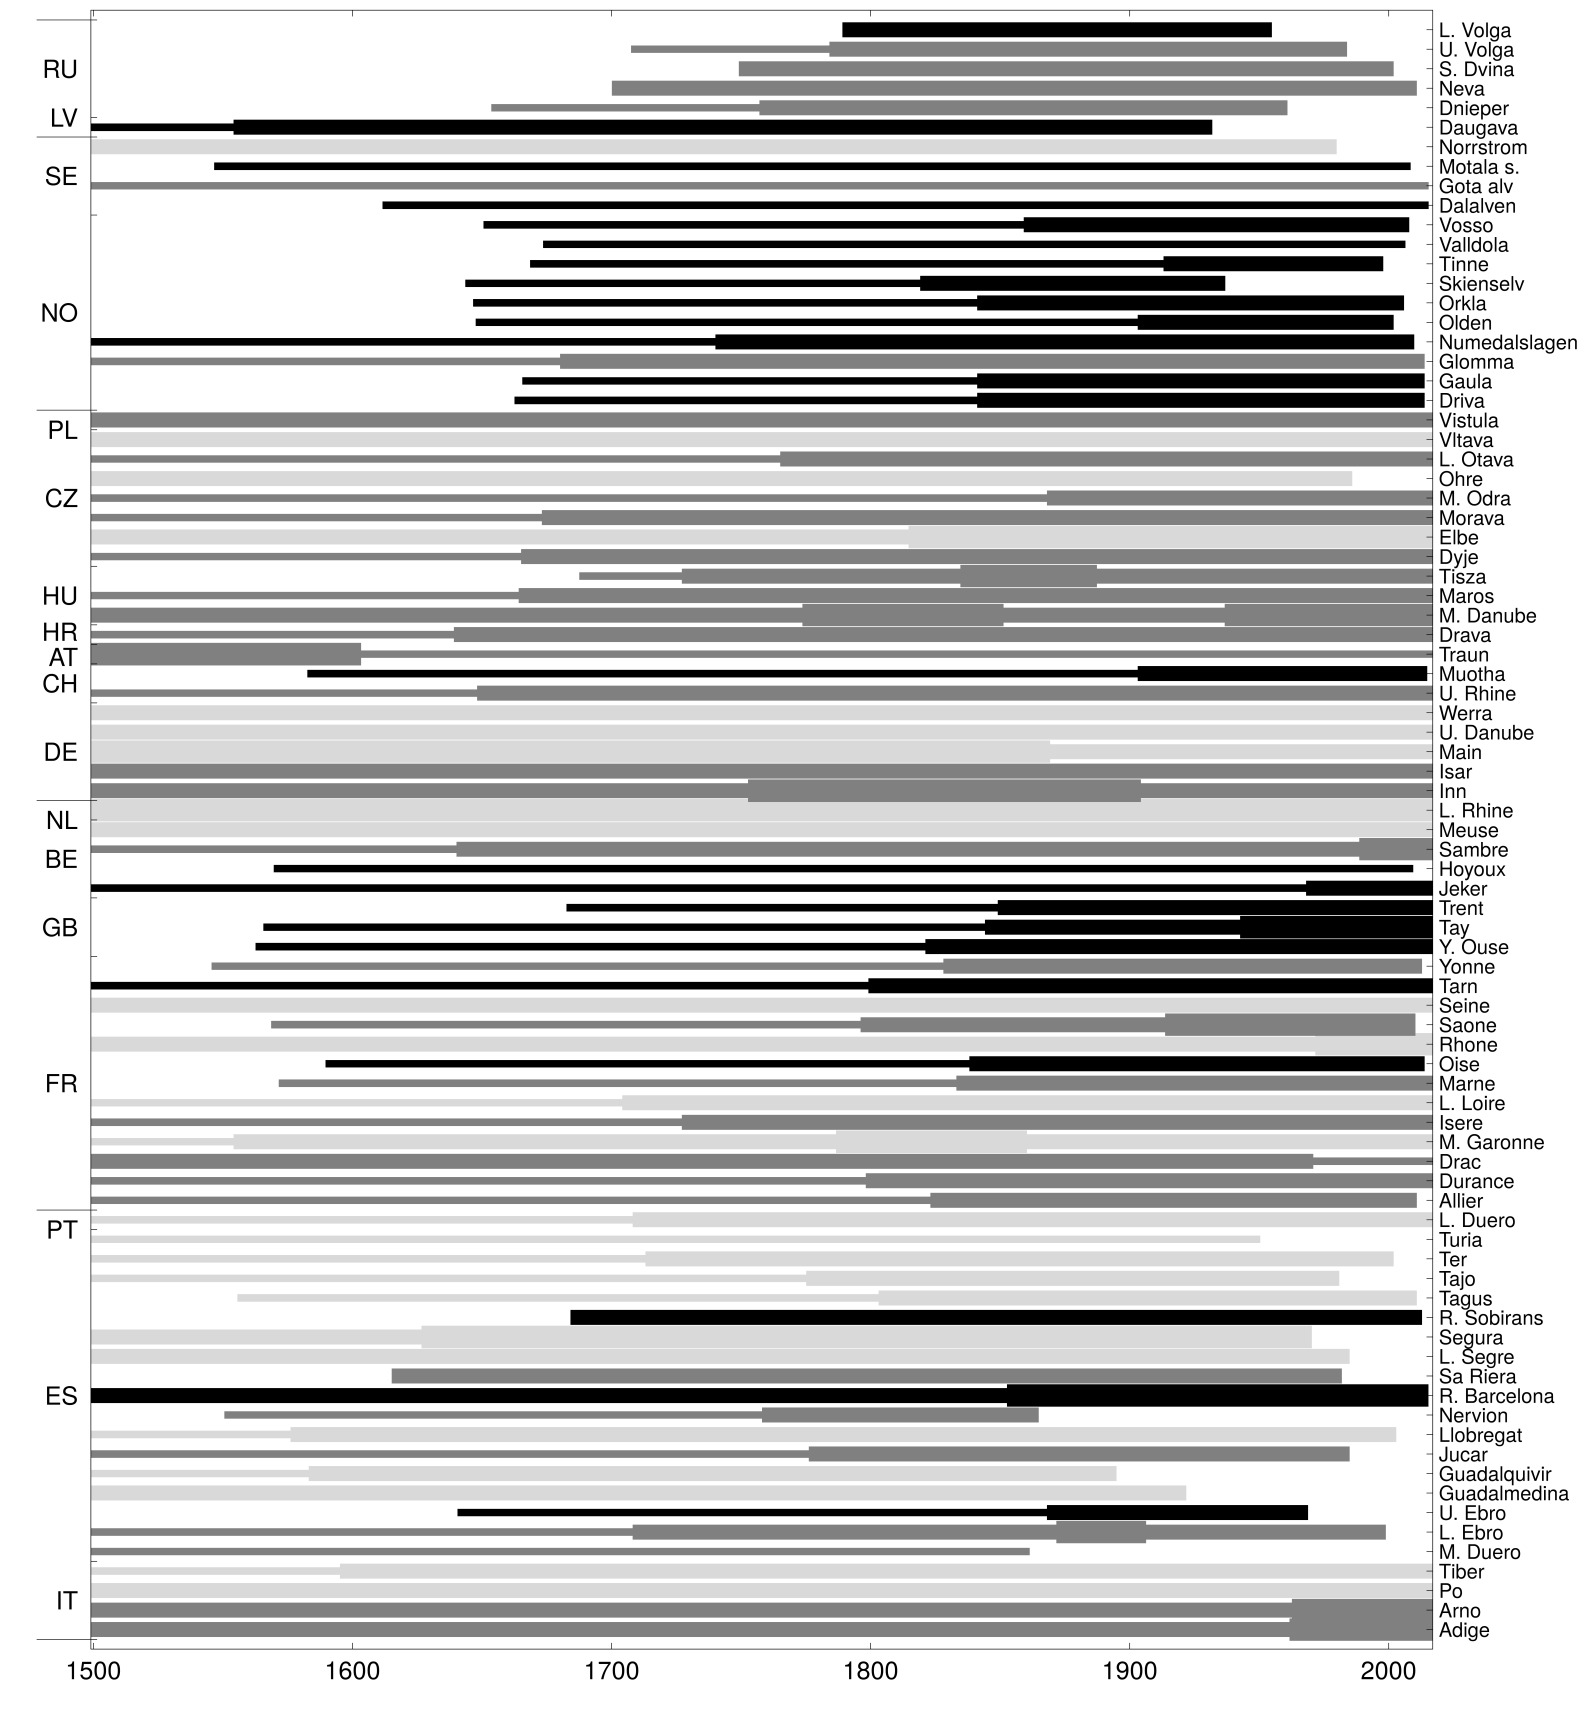 RU
LV
SE
NO
PL
CZ
HU
HR
AT
CH
DE
NL
BE
GB
FR
PT
ES
IT
L. Volga
U. Volga
S. Dvina
Neva
Dnieper
Daugava
Norrstrom
Motala s.
Gota alv
Dalalven
Vosso
Valldola
Tinne
Skienselv
Orkla
Olden
Numedalslagen
Glomma
Gaula
Driva
Vistula
Vltava
L. Otava
Ohre
M. Odra
Morava
Elbe
Dyje
Tisza
Maros
M. Danube
Drava
Traun
Muotha
U. Rhine
Werra
U. Danube
Main
Isar
Inn
L. Rhine
Meuse
Sambre
Hoyoux
Jeker
Trent
Tay
Y. Ouse
Yonne
Tarn
Seine
Saone
Rhone
Oise
Marne
L. Loire
Isere
M. Garonne
Drac
Durance
Allier
L. Duero
Turia
Ter
Tajo
Tagus
R. Sobirans
Segura
L. Segre
Sa Riera
R. Barcelona
Nervion
Llobregat
Jucar
Guadalquivir
Guadalmedina
U. Ebro
L. Ebro
M. Duero
Tiber
Po
Arno
Adige
1500 1600 1700 1800 1900 2000